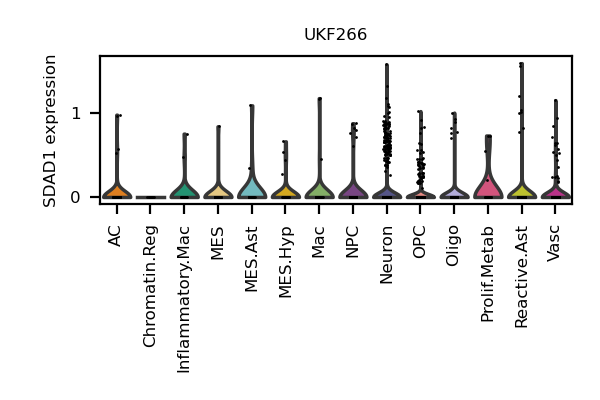 UKF266
SDAD1 expression
1
0
AC
Chromatin.Reg
Inflammatory.Mac
MES
MES.Ast
MES.Hyp
Mac
NPC
Neuron
OPC
Oligo
Prolif.Metab
Reactive.Ast
Vasc